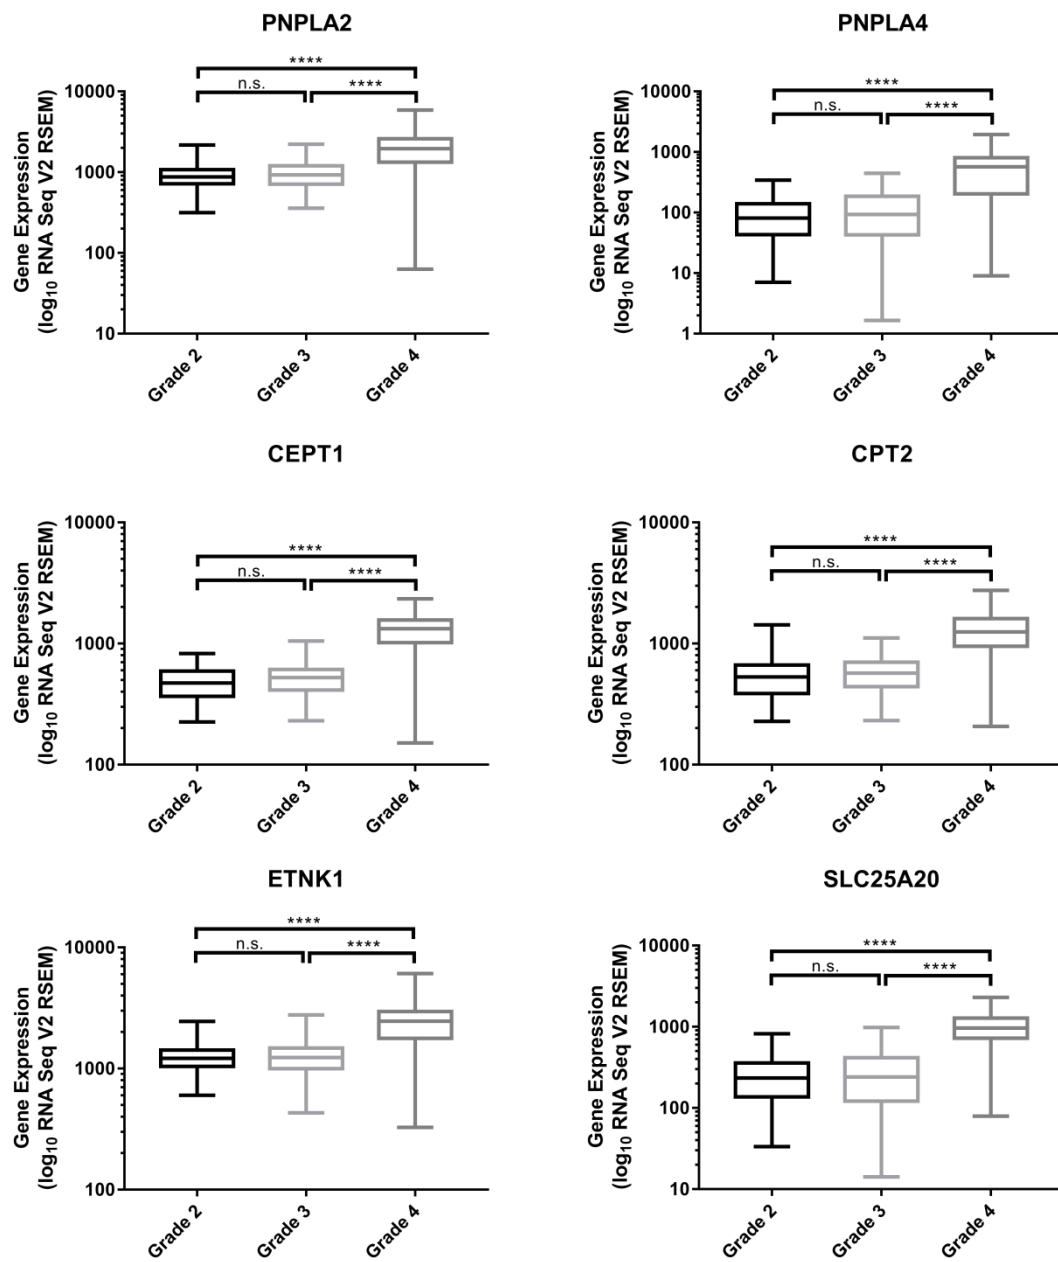 PNPLA2
Gene Expression
(log10 RNA Seq V2 RSEM)
10000
1000
100
10
****
n.s.
****
Grade 2
Grade 3
Grade 4
PNPLA4
Gene Expression
(log10 RNA Seq V2 RSEM)
10000
1000
100
10
1
****
n.s.
****
Grade 2
Grade 3
Grade 4
CEPT1
Gene Expression
(log10 RNA Seq V2 RSEM)
10000
1000
100
****
n.s.
****
Grade 2
Grade 3
Grade 4
CPT2
Gene Expression
(log10 RNA Seq V2 RSEM)
10000
1000
100
****
n.s.
****
Grade 2
Grade 3
Grade 4
ETNK1
Gene Expression
(log10 RNA Seq V2 RSEM)
10000
1000
100
****
n.s.
****
Grade 2
Grade 3
Grade 4
SLC25A20
Gene Expression
(log10 RNA Seq V2 RSEM)
10000
1000
100
10
****
n.s.
****
Grade 2
Grade 3
Grade 4